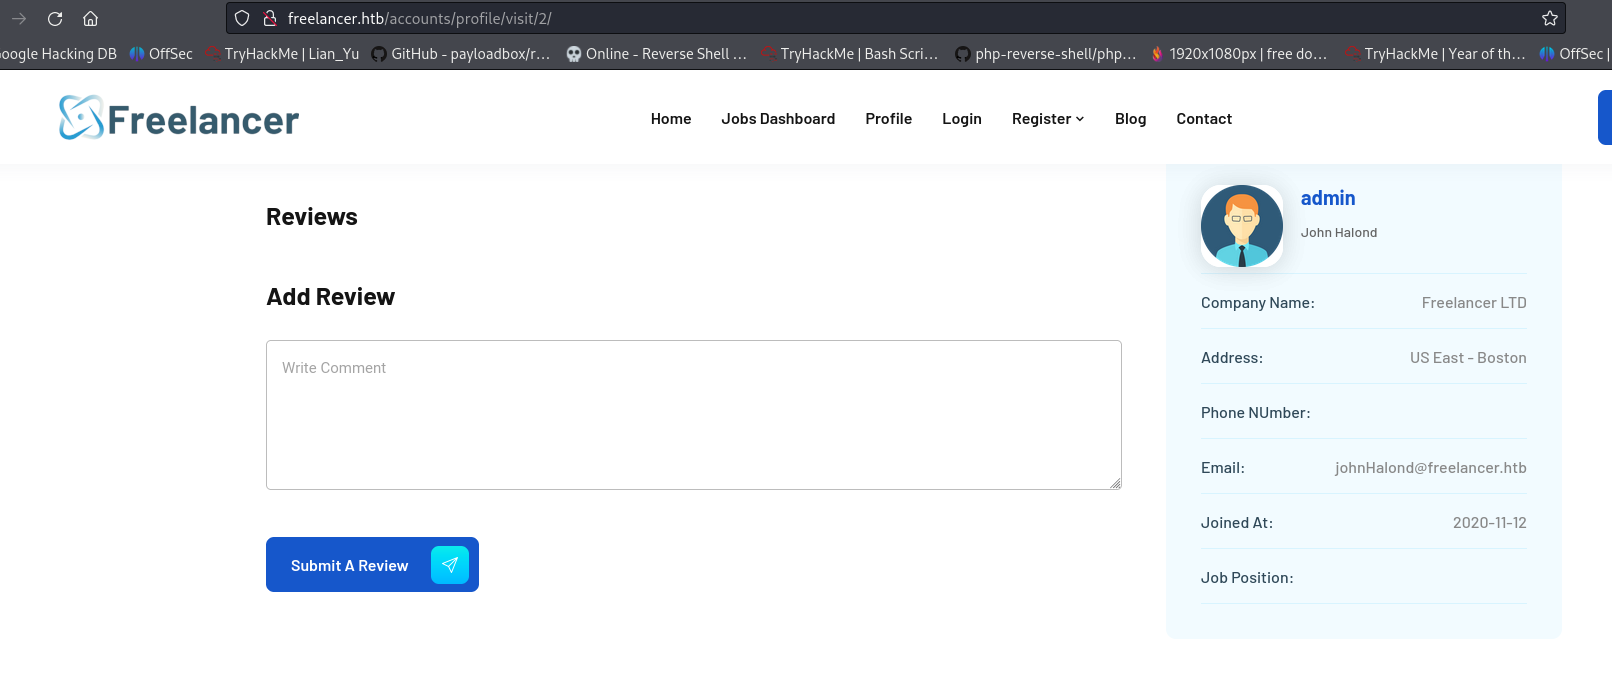 freelancer.htb/accounts/profile/visit/2/
oogle Hacking DB OffSec TryHackMe | Lian_Yu GitHub - payloadbox/r... Online - Reverse Shell ... TryHackMe | Bash Scri... php-reverse-shell/php... 1920x1080px | free do... TryHackMe | Year of th... OffSec |
Freelancer Home Jobs Dashboard Profile Login Register Blog Contact
Reviews
Add Review
Write Comment
Submit A Review
admin
John Halond
Company Name: Freelancer LTD
Address: US East - Boston
Phone NUmber:
Email: johnHalond@freelancer.htb
Joined At: 2020-11-12
Job Position: